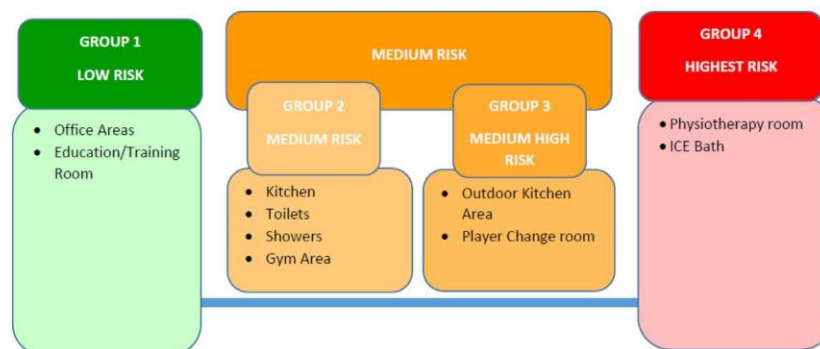 GROUP 1
LOW RISK
• Office Areas
• Education/Training
Room
MEDIUM RISK
GROUP 2
MEDIUM RISK
• Kitchen
• Toilets
• Showers
• Gym Area
GROUP 3
MEDIUM HIGH
RISK
• Outdoor Kitchen
Area
• Player Change room
GROUP 4
HIGHEST RISK
• Physiotherapy room
• ICE Bath